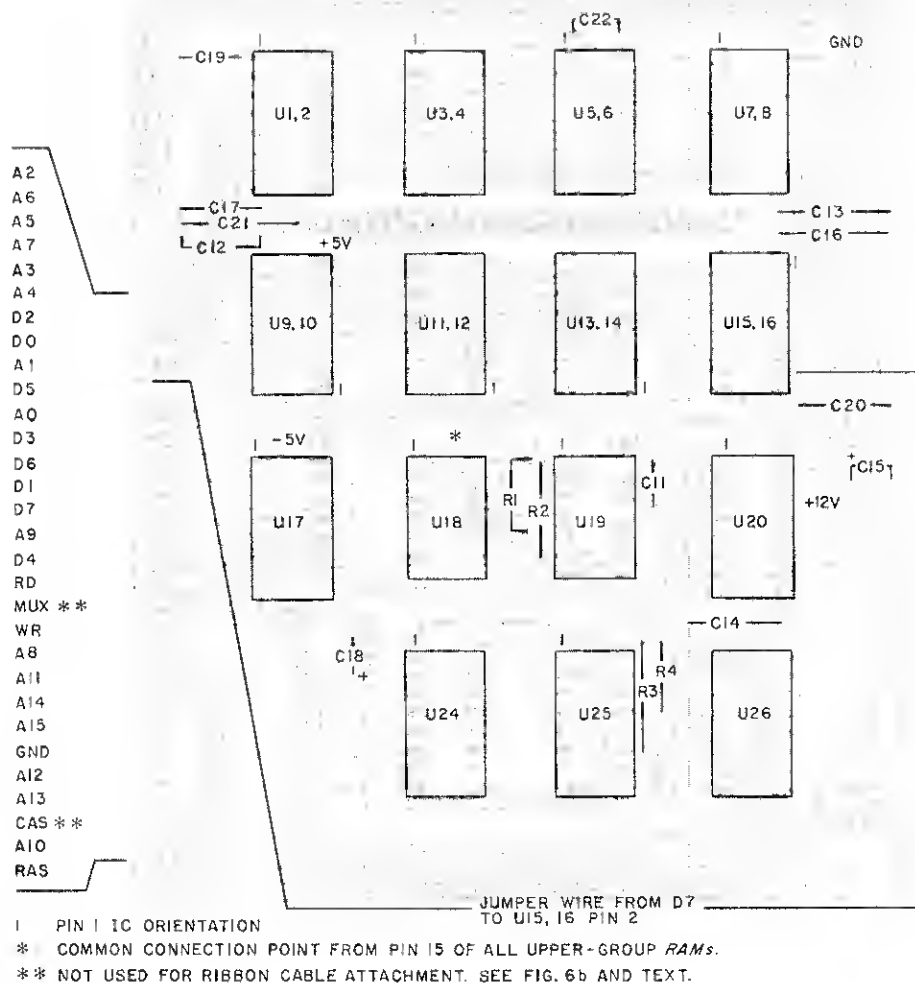 C22
C19
GND
U1,2
U3,4
U5,6
U7,8
A2
A6
A5
A7
A3
A4
D2
D0
A1
D5
A0
D3
D6
D1
D7
A9
D4
RD
MUX **
WR
A8
A11
A14
A15
GND
A12
A13
CAS **
A10
RAS
C17
C21
C12
+5V
C13
C16
U9,10
U11,12
U13,14
U15,16
C20
-5V
*
U17
U18
R1
R2
U19
C11
U20
+
C15
+12V
C14
C18
+
U24
U25
R3
R4
U26
JUMPER WIRE FROM D7
TO U15, 16 PIN 2
| PIN 1 IC ORIENTATION
* COMMON CONNECTION POINT FROM PIN 15 OF ALL UPPER-GROUP RAMs.
** NOT USED FOR RIBBON CABLE ATTACHMENT. SEE FIG. 6b AND TEXT.